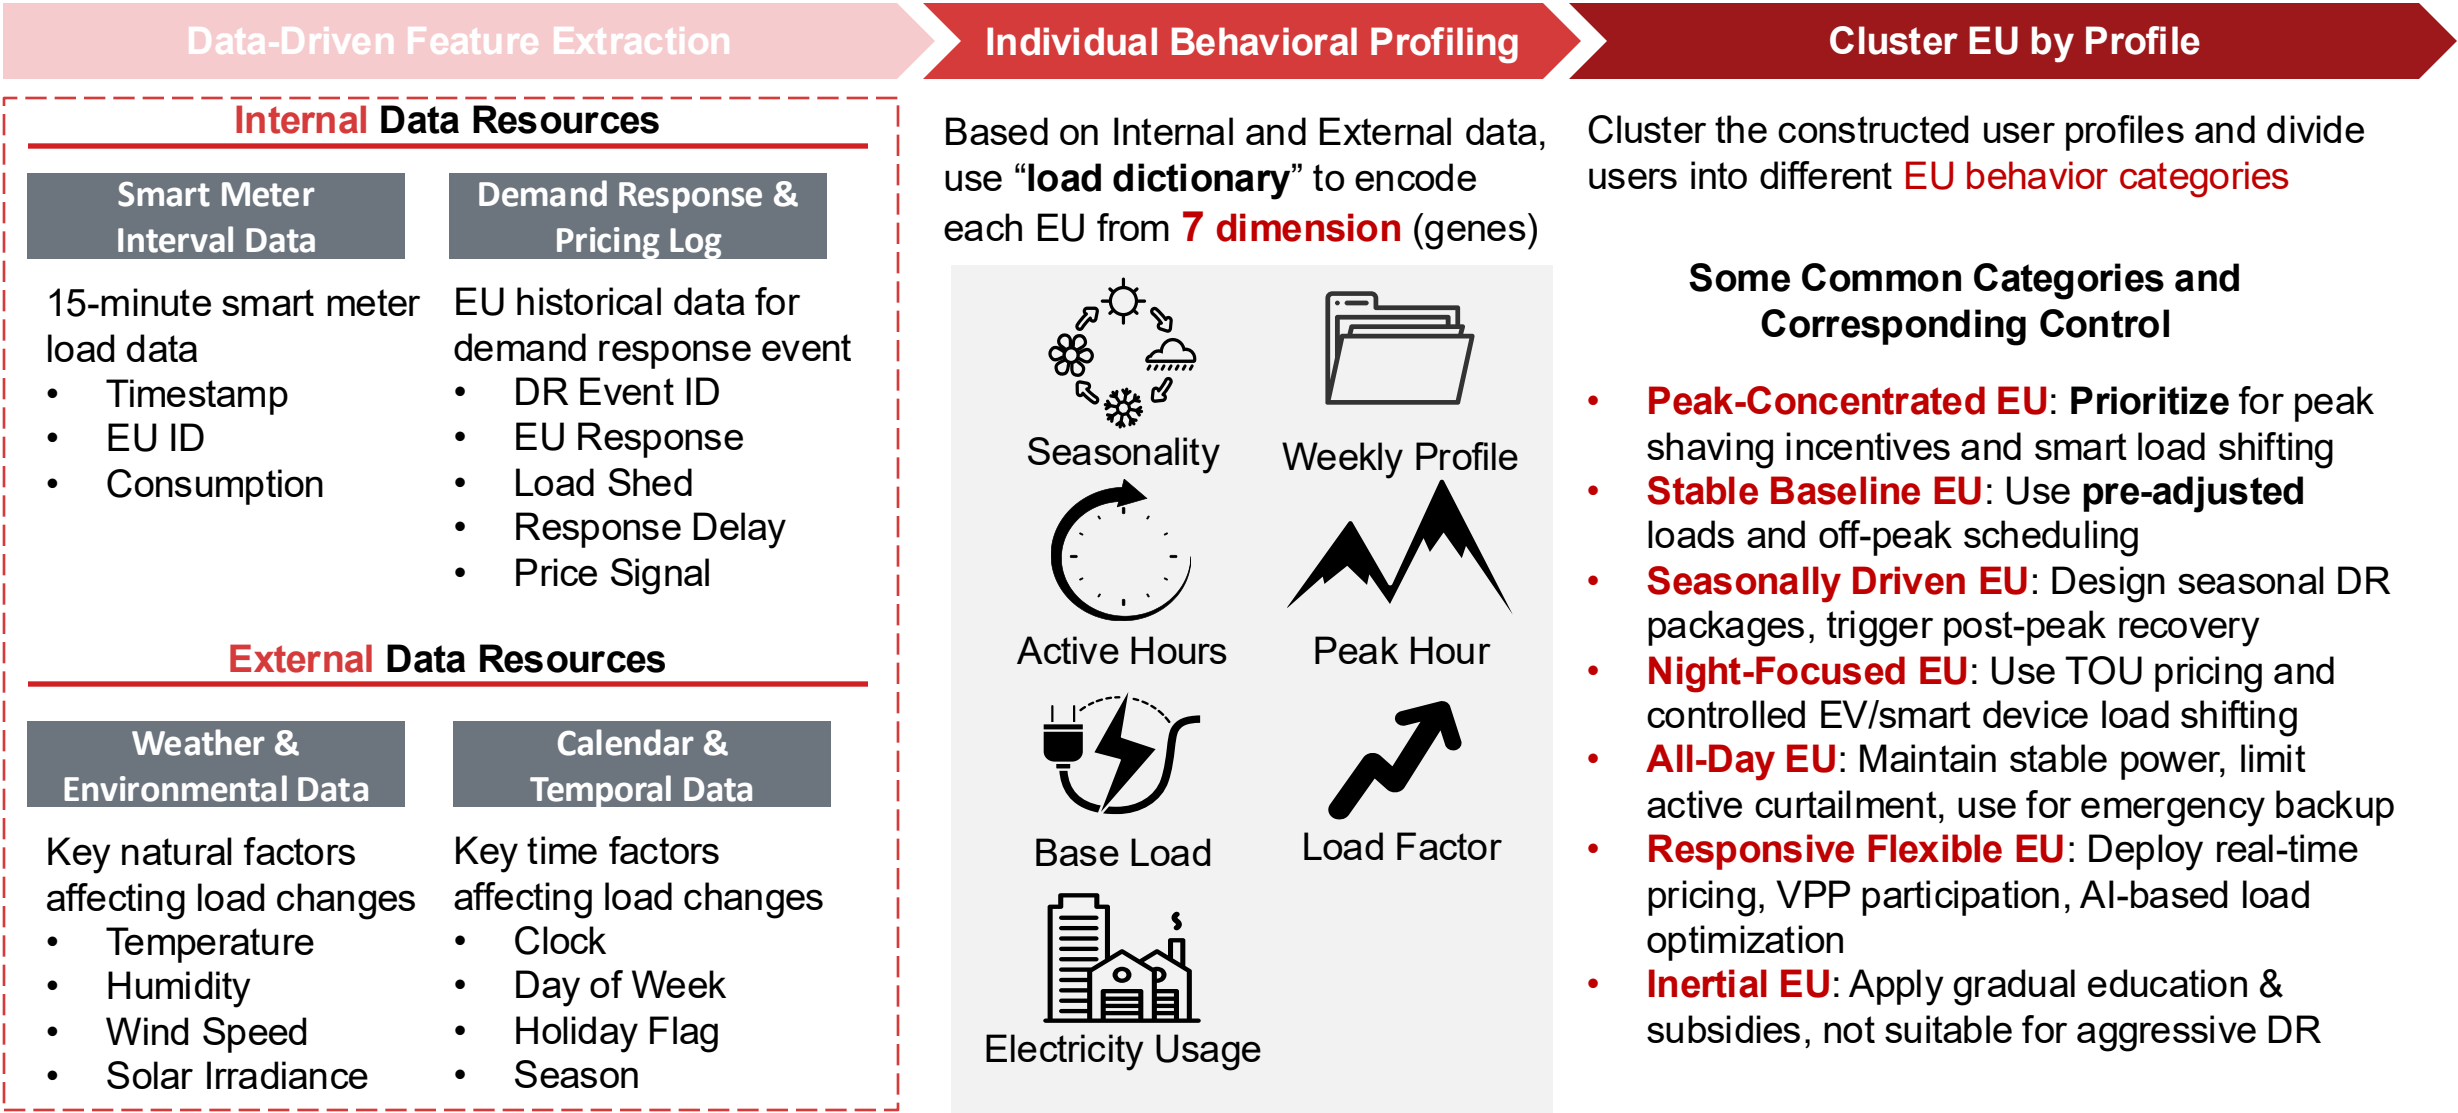 Data-Driven Feature Extraction
Individual Behavioral Profiling
Cluster EU by Profile
Internal Data Resources
Smart Meter
Interval Data
15-minute smart meter
load data
• Timestamp
• EU ID
• Consumption
Demand Response &
Pricing Log
EU historical data for
demand response event
• DR Event ID
• EU Response
• Load Shed
• Response Delay
• Price Signal
External Data Resources
Weather &
Environmental Data
Key natural factors
affecting load changes
• Temperature
• Humidity
• Wind Speed
• Solar Irradiance
Calendar &
Temporal Data
Key time factors
affecting load changes
• Clock
• Day of Week
• Holiday Flag
• Season
Based on Internal and External data,
use “load dictionary” to encode
each EU from 7 dimension (genes)
Seasonality
Weekly Profile
Active Hours
Peak Hour
Base Load
Load Factor
Electricity Usage
Cluster the constructed user profiles and divide
users into different EU behavior categories
Some Common Categories and
Corresponding Control
• Peak-Concentrated EU: Prioritize for peak
shaving incentives and smart load shifting
• Stable Baseline EU: Use pre-adjusted
loads and off-peak scheduling
• Seasonally Driven EU: Design seasonal DR
packages, trigger post-peak recovery
• Night-Focused EU: Use TOU pricing and
controlled EV/smart device load shifting
• All-Day EU: Maintain stable power, limit
active curtailment, use for emergency backup
• Responsive Flexible EU: Deploy real-time
pricing, VPP participation, AI-based load
optimization
• Inertial EU: Apply gradual education &
subsidies, not suitable for aggressive DR